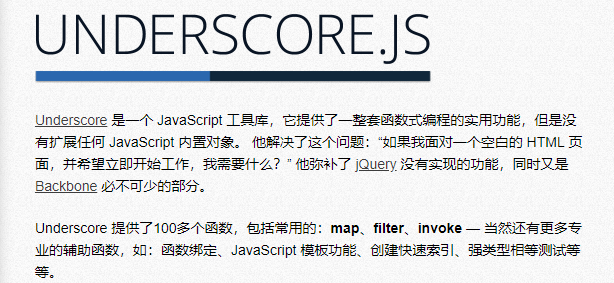 UNDERSCORE.JS
Underscore 是一个 JavaScript 工具库，它提供了一整套函数式编程的实用功能，但是没
有扩展任何 JavaScript 内置对象。 他解决了这个问题：“如果我面对一个空白的 HTML 页
面，并希望立即开始工作，我需要什么？” 他弥补了 jQuery 没有实现的功能，同时又是
Backbone 必不可少的部分。
Underscore 提供了100多个函数，包括常用的：map、filter、invoke — 当然还有更多专
业的辅助函数，如：函数绑定、JavaScript 模板功能、创建快速索引、强类型相等测试等
等。